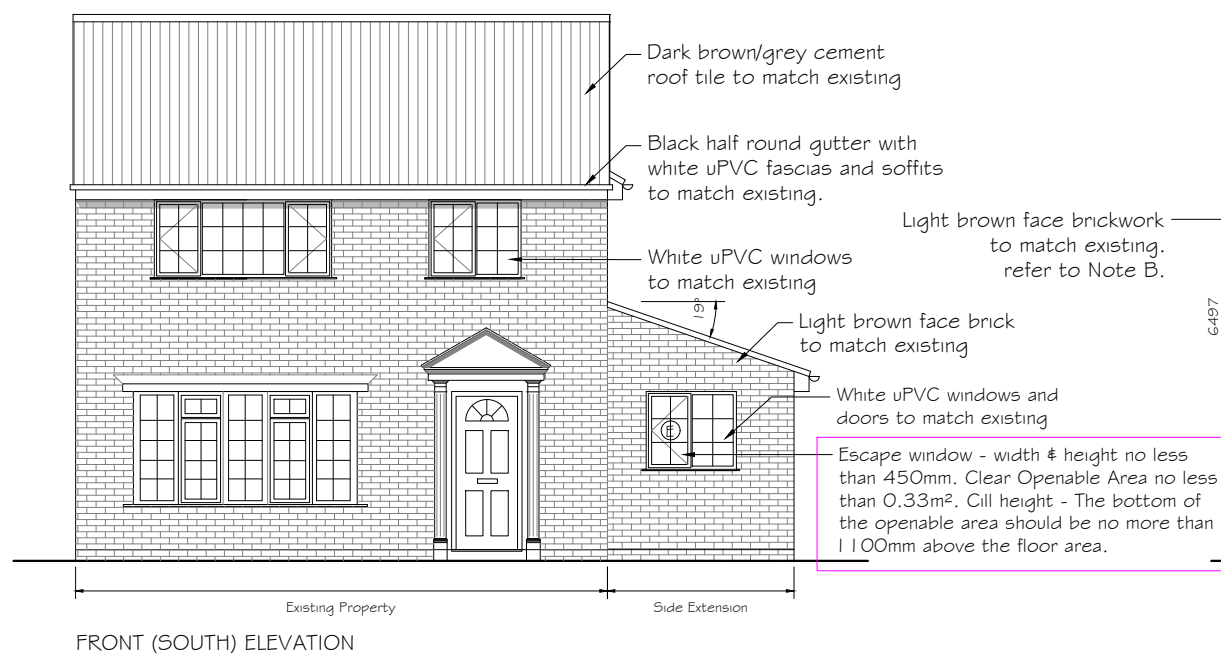 Dark brown/grey cement
roof tile to match existing
Black half round gutter with
white uPVC fascias and soffits
to match existing.
Light brown face brickwork
to match existing.
refer to Note B.
White uPVC windows
to match existing
19°
6497
Light brown face brick
to match existing
White uPVC windows and
doors to match existing
E
Escape window - width & height no less
than 450mm. Clear Openable Area no less
than 0.33m². Cill height - The bottom of
the openable area should be no more than
1100mm above the floor area.
Existing Property
Side Extension
FRONT (SOUTH) ELEVATION